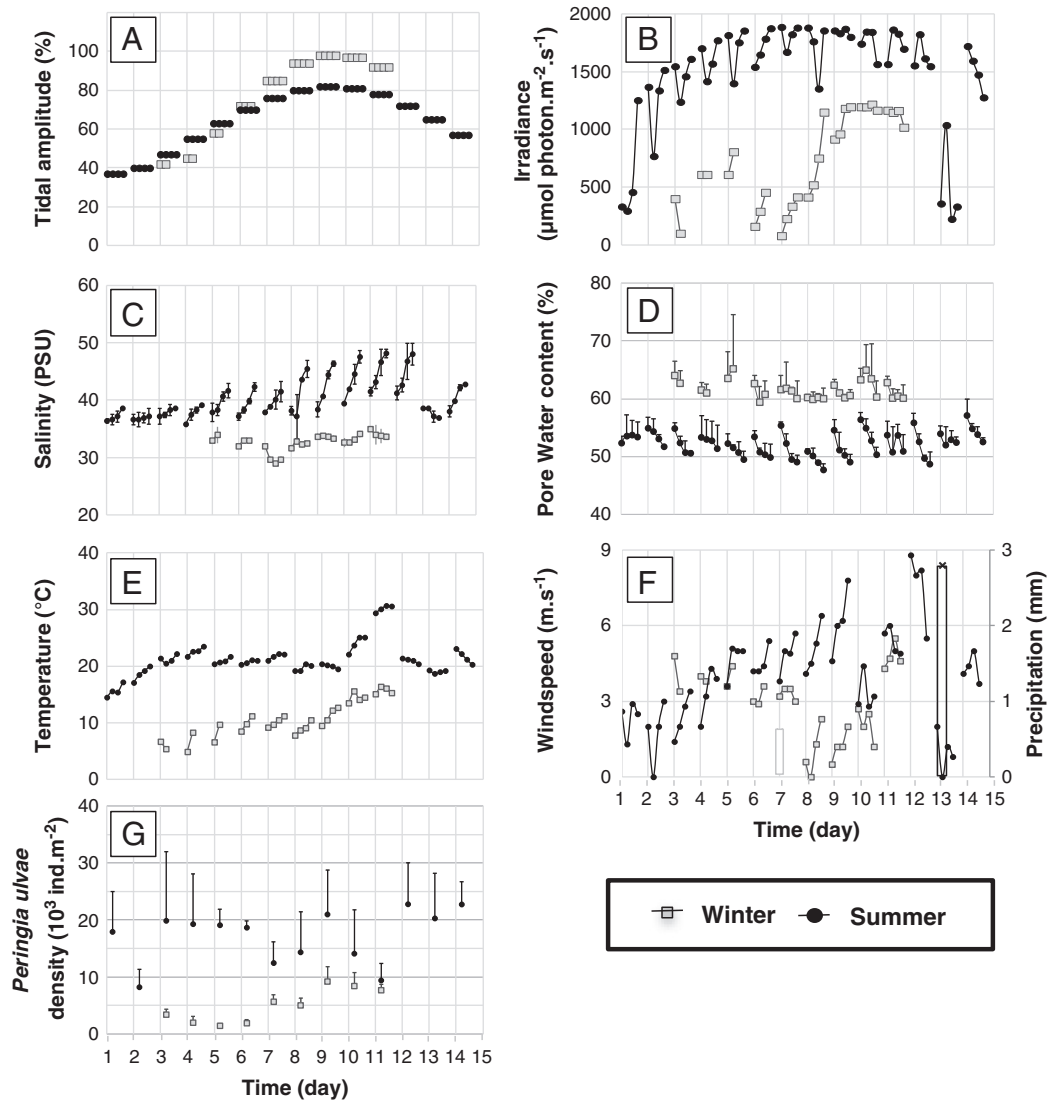 A
Tidal amplitude (%)
100
80
60
40
20
0
B
Irradiance
(µmol photon.m-2.s-1)
2000
1500
1000
500
0
C
Salinity (PSU)
60
50
40
30
20
D
Pore Water content (%)
80
70
60
50
40
E
Temperature (°C)
40
30
20
10
0
F
Windspeed (m.s-1)
9
6
3
0
Precipitation (mm)
3
2
1
0
1 2 3 4 5 6 7 8 9 10 11 12 13 14 15
Time (day)
G
Peringia ulvae
density (10³ ind.m-2)
40
30
20
10
0
1 2 3 4 5 6 7 8 9 10 11 12 13 14 15
Time (day)
Winter Summer